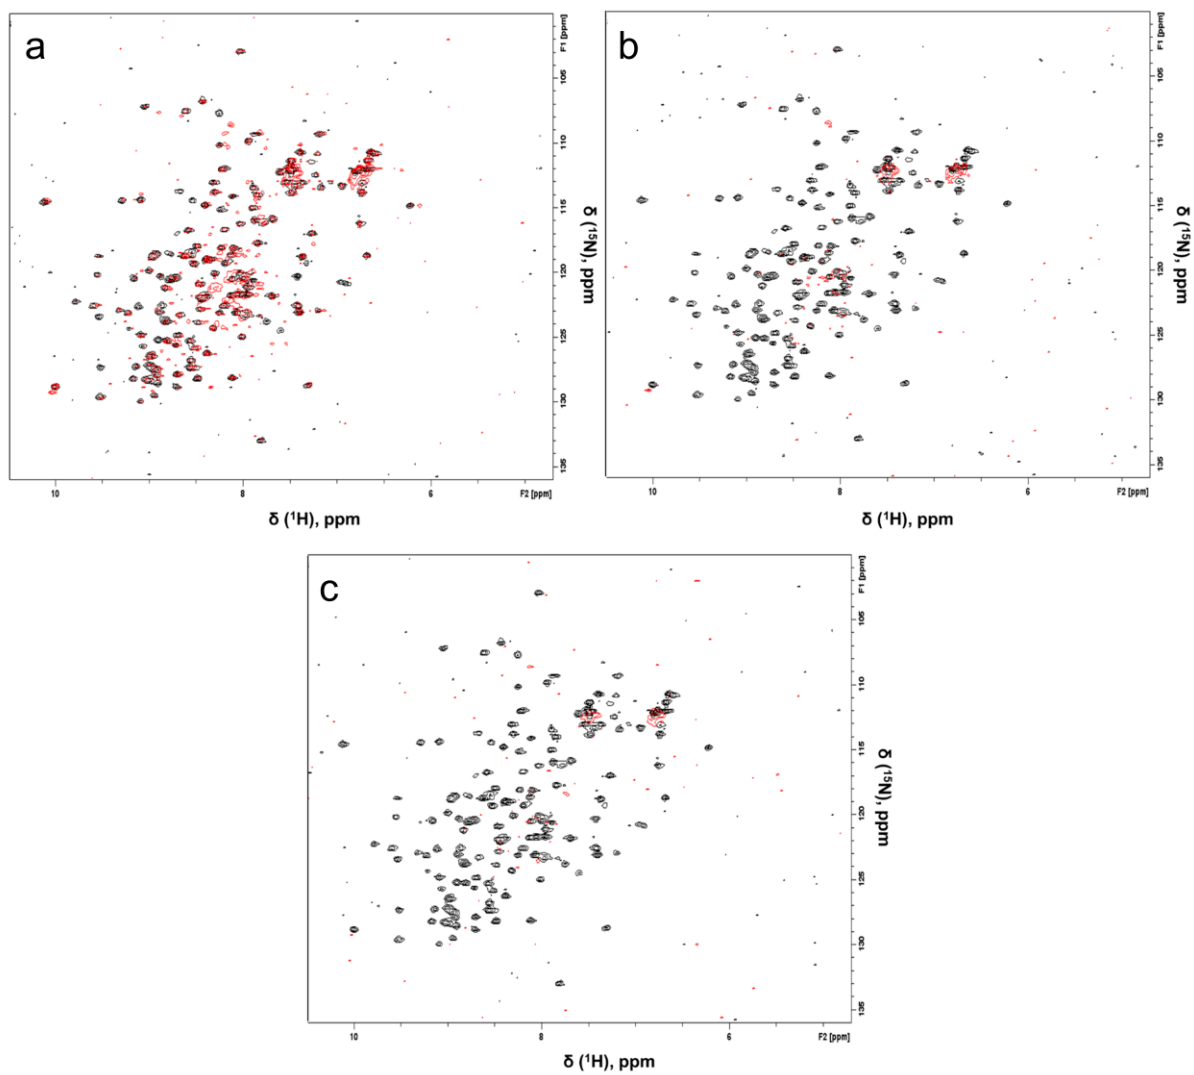 a
F1 [ppm]
105
110
115
120
125
130
135
δ (¹⁵N), ppm
10
8
6
F2 [ppm]
δ (¹H), ppm
b
F1 [ppm]
105
110
115
120
125
130
135
δ (¹⁵N), ppm
10
8
6
F2 [ppm]
δ (¹H), ppm
c
F1 [ppm]
105
110
115
120
125
130
135
δ (¹⁵N), ppm
10
8
6
F2 [ppm]
δ (¹H), ppm